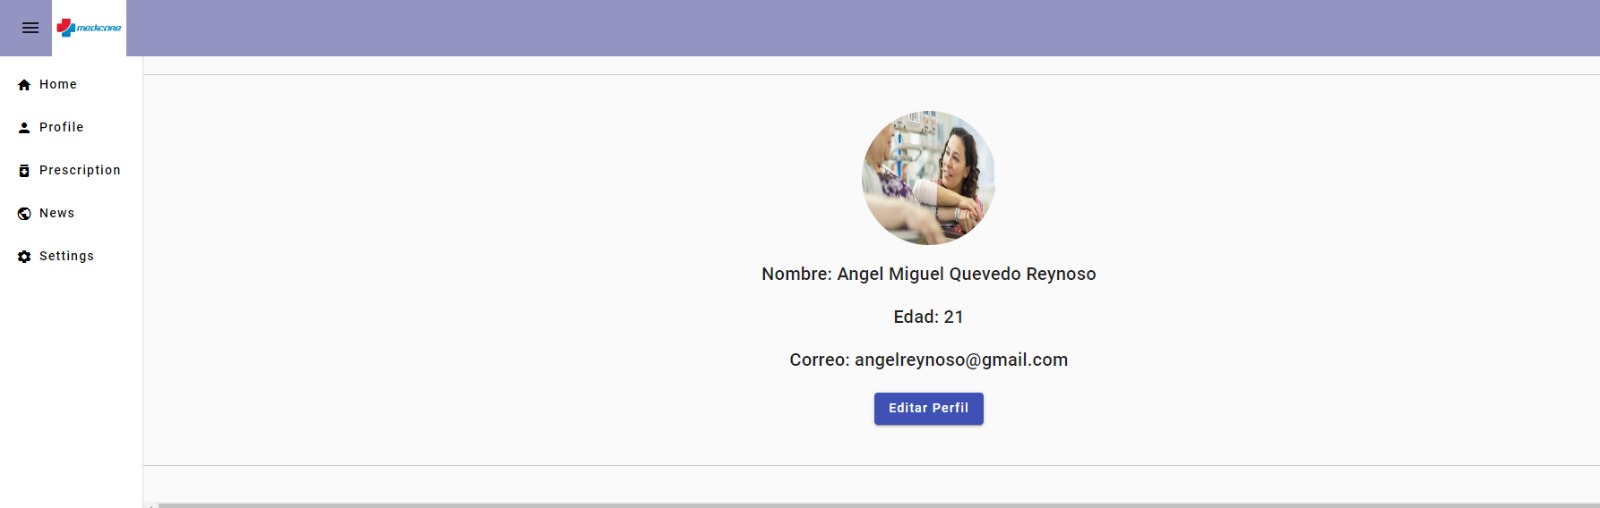 medicare
Home
Profile
Prescription
News
Settings
Nombre: Angel Miguel Quevedo Reynoso
Edad: 21
Correo: angelreynoso@gmail.com
Editar Perfil